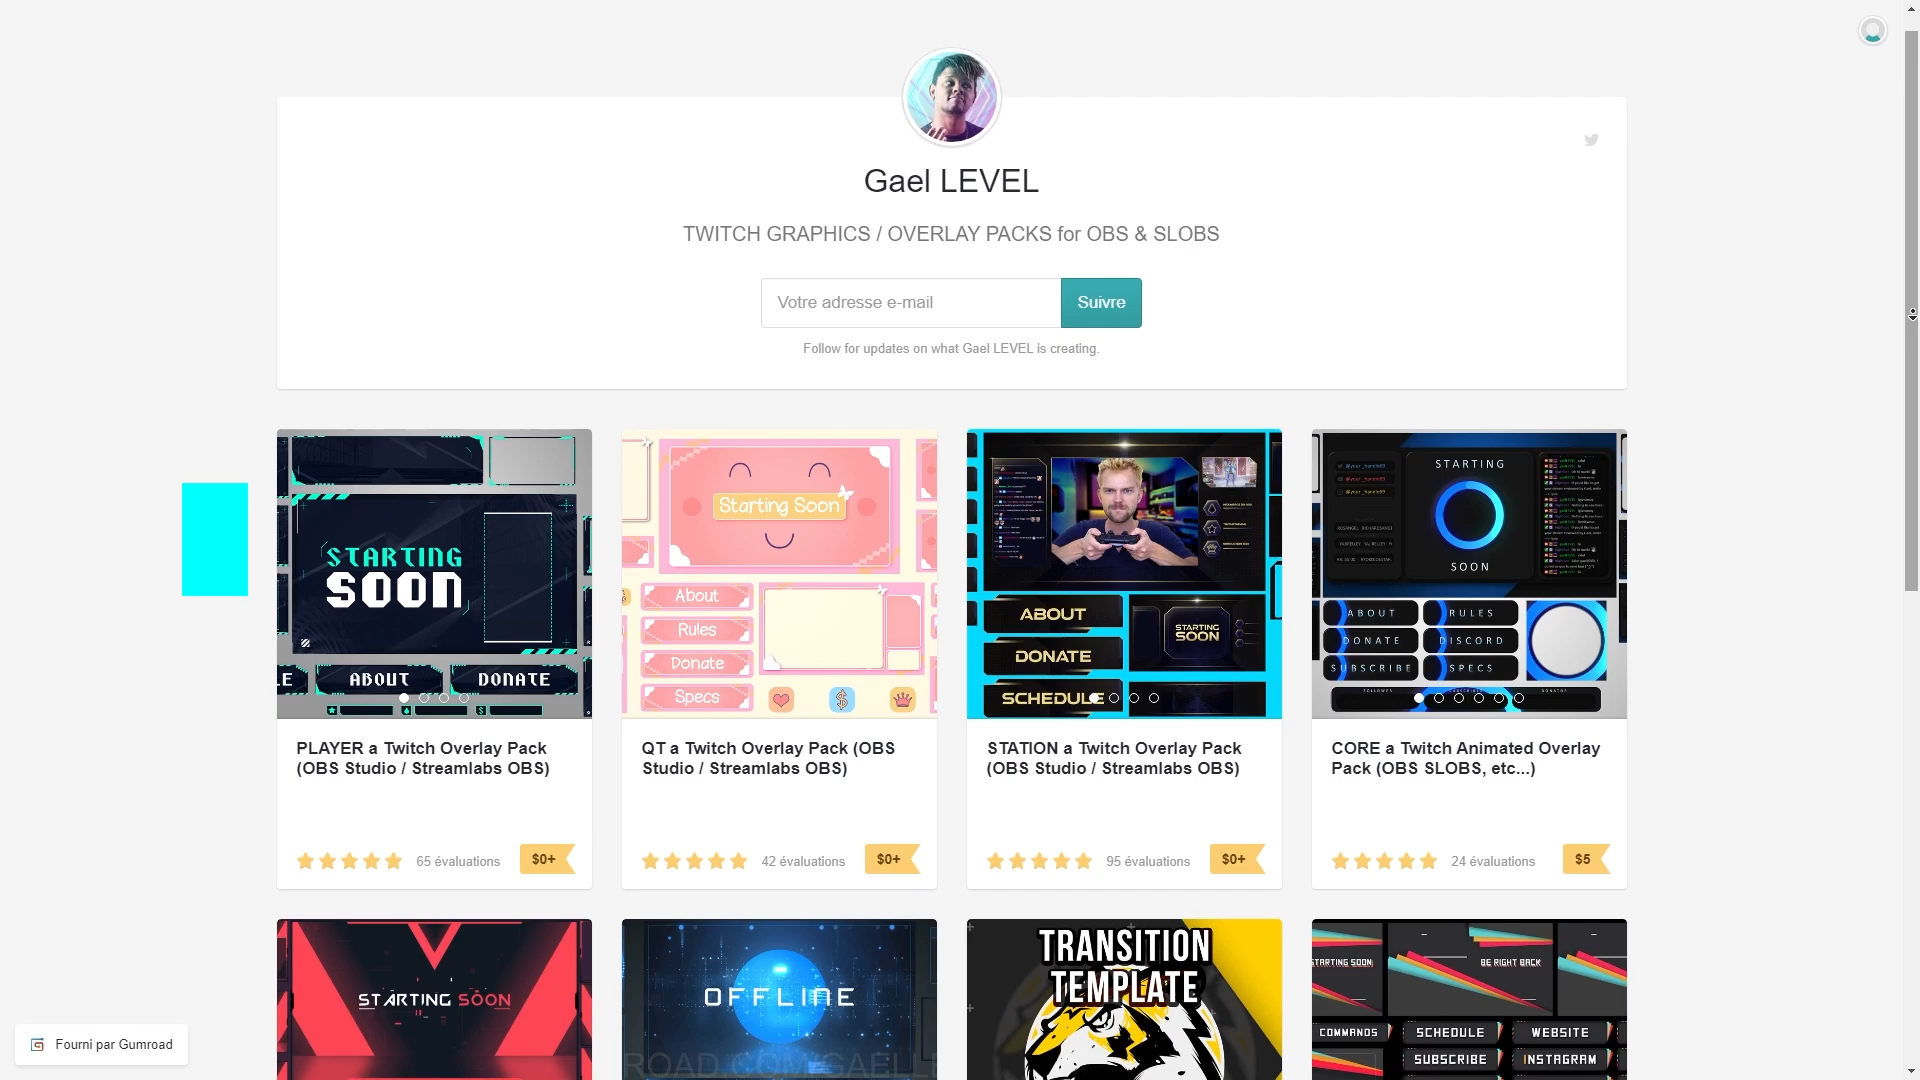 Gael LEVEL
TWITCH GRAPHICS / OVERLAY PACKS for OBS & SLOBS
Votre adresse e-mail
Suivre
Follow for updates on what Gael LEVEL is creating.
STARTING
SOON
ABOUT
DONATE
Starting Soon
About
Rules
Donate
Specs
ABOUT
DONATE
SCHEDULE
STARTING
SOON
STARTING
SOON
ABOUT
RULES
DONATE
DISCORD
SUBSCRIBE
SPECS
PLAYER a Twitch Overlay Pack
(OBS Studio / Streamlabs OBS)
65 évaluations
$0+
QT a Twitch Overlay Pack (OBS
Studio / Streamlabs OBS)
42 évaluations
$0+
STATION a Twitch Overlay Pack
(OBS Studio / Streamlabs OBS)
95 évaluations
$0+
CORE a Twitch Animated Overlay
Pack (OBS SLOBS, etc...)
24 évaluations
$5
STARTING SOON
OFFLINE
TRANSITION
TEMPLATE
STARTING SOON
BE RIGHT BACK
COMMANDS
SCHEDULE
WEBSITE
SUBSCRIBE
INSTAGRAM
Fourni par Gumroad